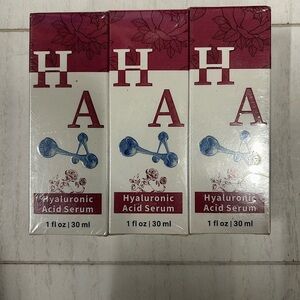 H
A
Hyaluronic
Acid Serum
1 fl oz | 30 ml
H
A
Hyaluronic
Acid Serum
1 fl oz | 30 ml
H
A
Hyaluronic
Acid Serum
1 fl oz | 30 ml